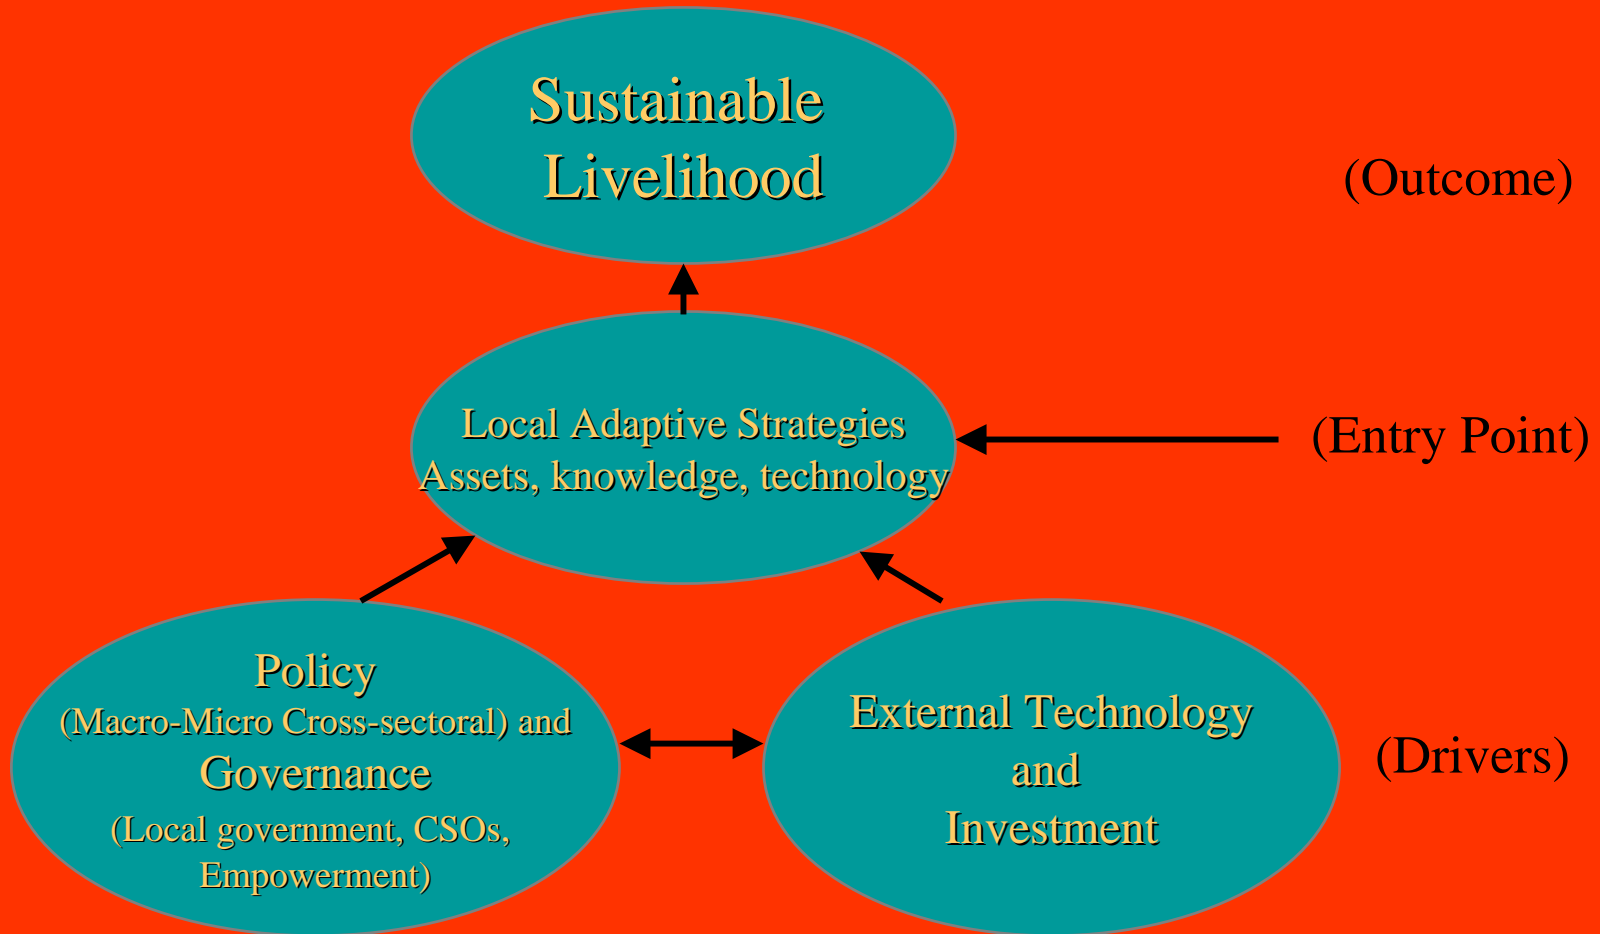 Sustainable
Livelihood
(Outcome)
Local Adaptive Strategies
Assets, knowledge, technology
(Entry Point)
Policy
(Macro-Micro Cross-sectoral) and
Governance
(Local government, CSOs,
Empowerment)
External Technology
and
Investment
(Drivers)